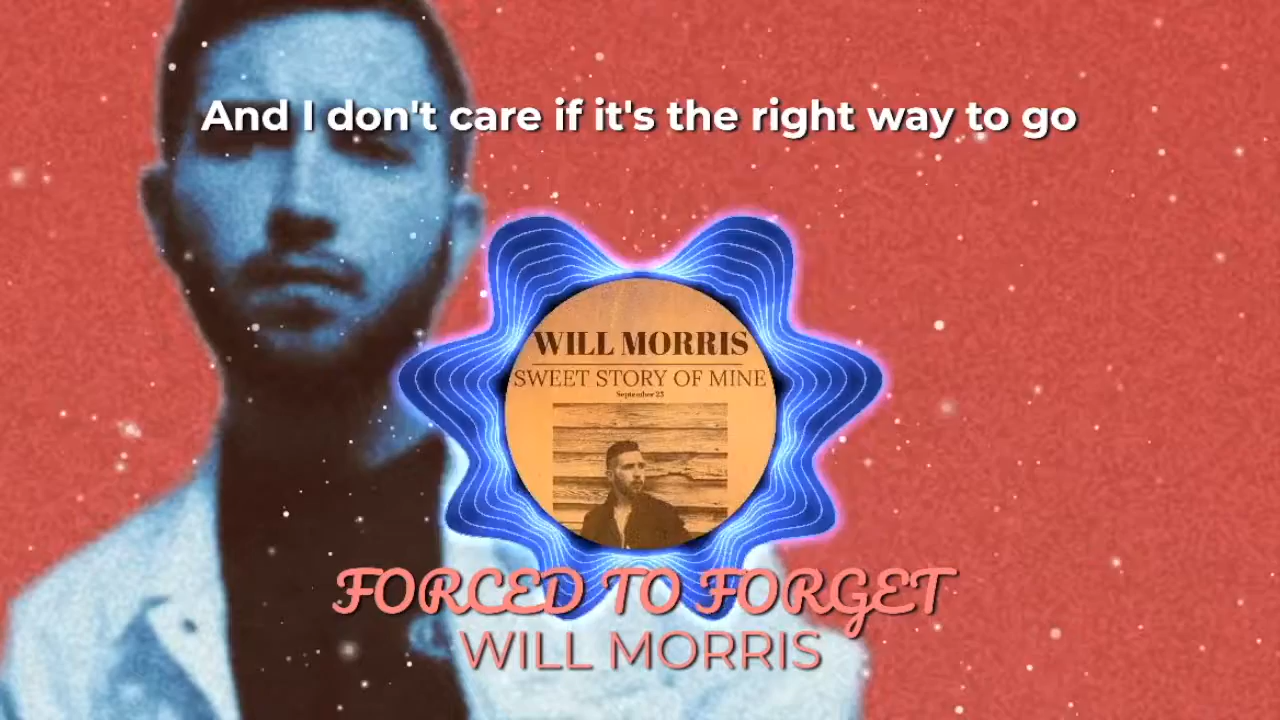 And I don't care if it's the right way to go
WILL MORRIS
SWEET STORY OF MINE
September 23
FORCED TO FORGET
WILL MORRIS